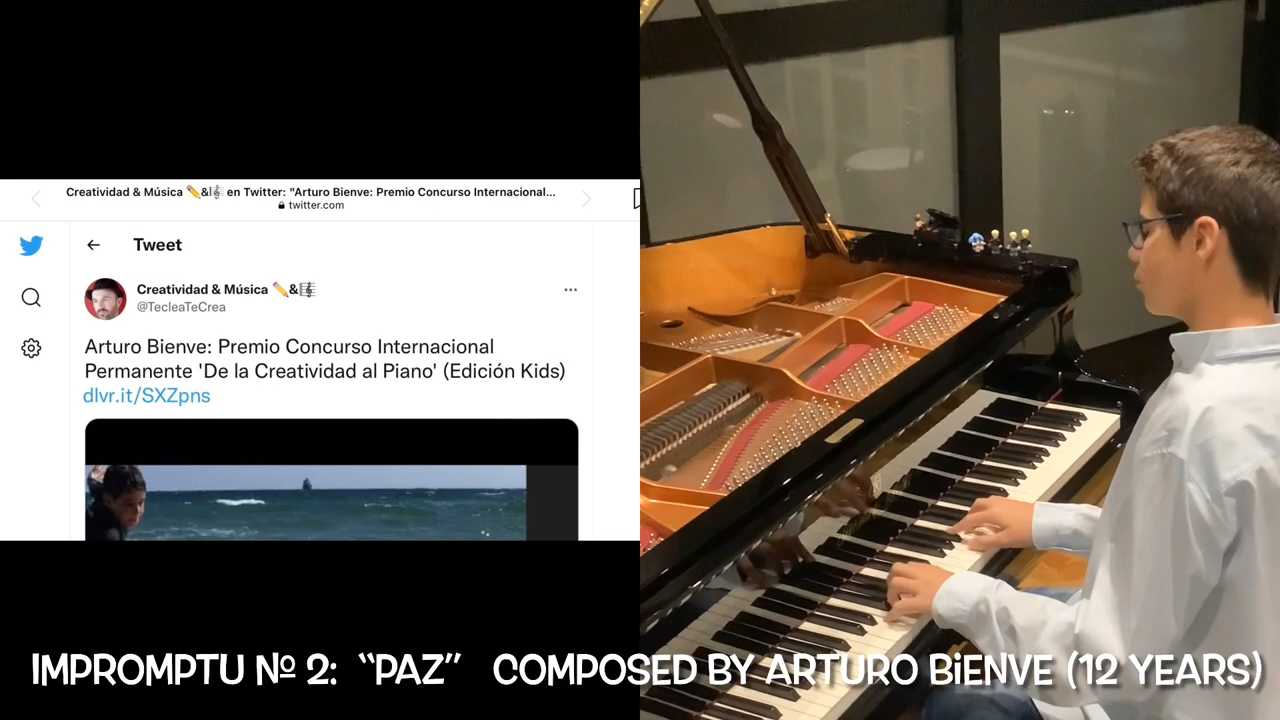 Creatividad & Música ✏️&🎼 en Twitter: "Arturo Bienve: Premio Concurso Internacional...
twitter.com
Tweet
Creatividad & Música ✏️&🎼
@TecleaTeCrea
Arturo Bienve: Premio Concurso Internacional
Permanente 'De la Creatividad al Piano' (Edición Kids)
dlvr.it/SXZpns
IMPROMPTU Nº 2: “PAZ” COMPOSED BY ARTURO BiENVE (12 YEARS)